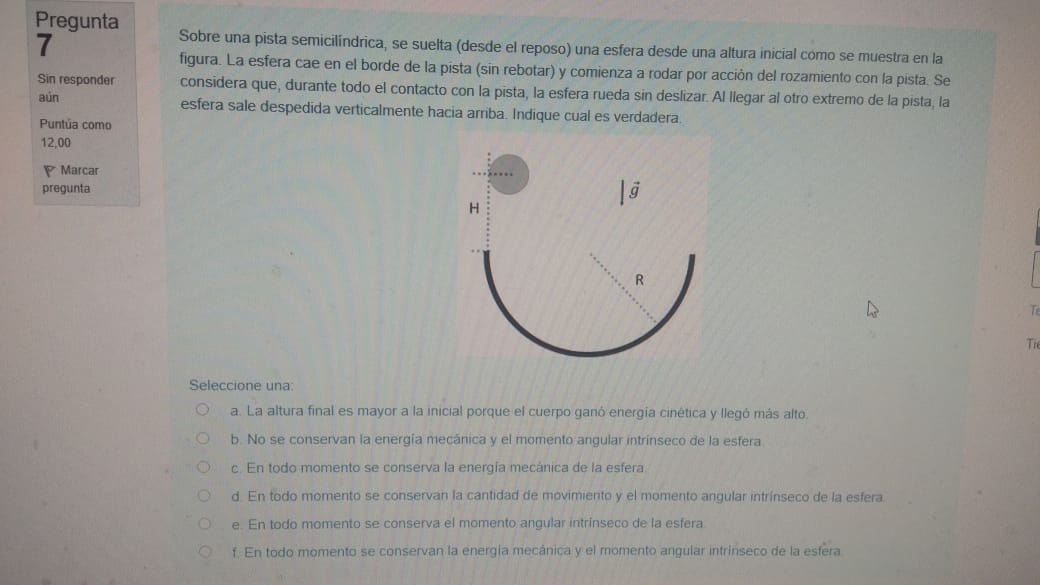 Pregunta
7
Sin responder
aún
Puntúa como
12,00
Marcar
pregunta
Sobre una pista semicilíndrica, se suelta (desde el reposo) una esfera desde una altura inicial como se muestra en la
figura. La esfera cae en el borde de la pista (sin rebotar) y comienza a rodar por acción del rozamiento con la pista. Se
considera que, durante todo el contacto con la pista, la esfera rueda sin deslizar. Al llegar al otro extremo de la pista, la
esfera sale despedida verticalmente hacia arriba. Indique cual es verdadera.
g
H
R
Seleccione una:
a. La altura final es mayor a la inicial porque el cuerpo ganó energía cinética y llegó más alto.
b. No se conservan la energía mecánica y el momento angular intrínseco de la esfera.
c. En todo momento se conserva la energía mecánica de la esfera.
d. En todo momento se conservan la cantidad de movimiento y el momento angular intrínseco de la esfera.
e. En todo momento se conserva el momento angular intrínseco de la esfera.
f. En todo momento se conservan la energía mecánica y el momento angular intrínseco de la esfera.